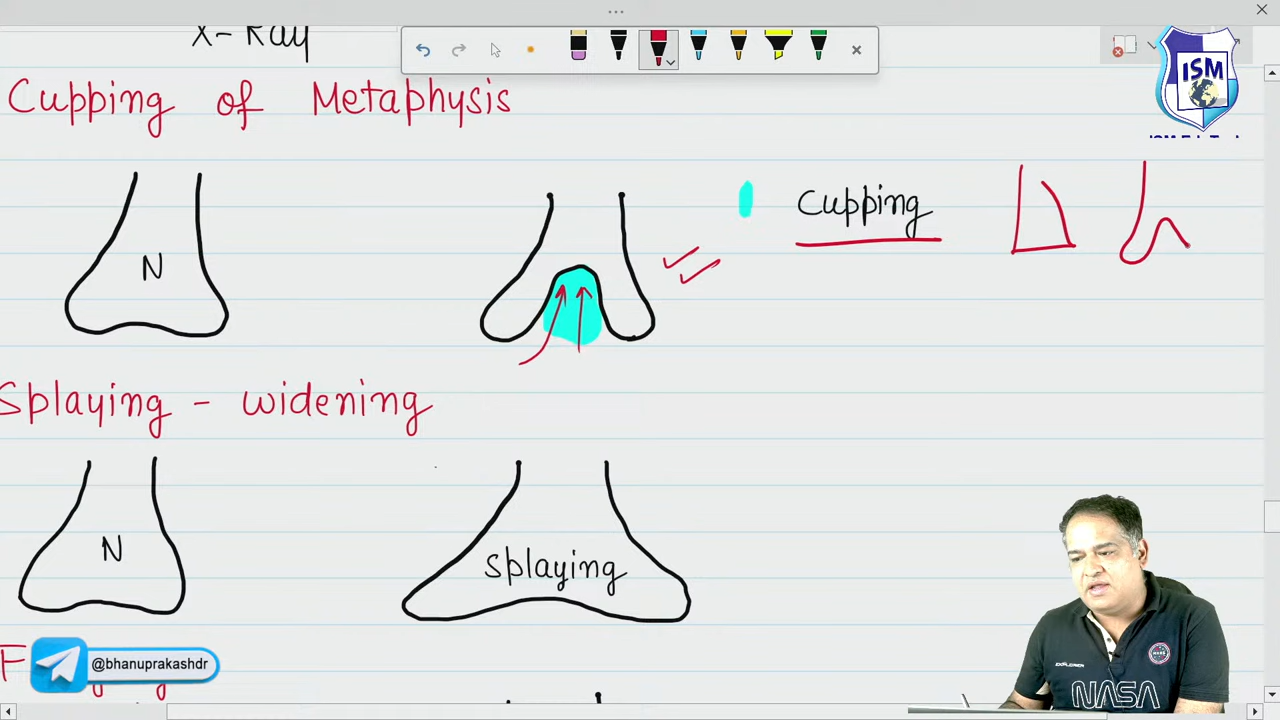 X-Ray
ISM
Cupping of Metaphysis
Cupping
N
Splaying - widening
N
Splaying
@bhanuprakashdr
NASA